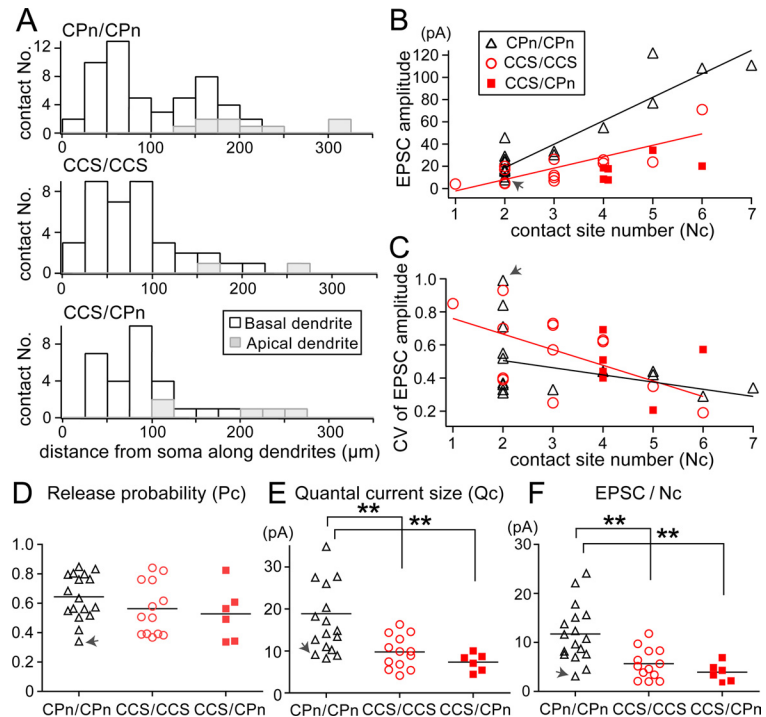 A
CPn/CPn
contact No.
12
8
4
0
CCS/CCS
contact No.
8
4
0
CCS/CPn
contact No.
8
4
0
Basal dendrite
Apical dendrite
0 100 200 300
distance from soma along dendrites (μm)
B
(pA)
EPSC amplitude
120
100
80
60
40
20
0
CPn/CPn
CCS/CCS
CCS/CPn
1 2 3 4 5 6 7
contact site number (Nc)
C
CV of EPSC amplitude
1.0
0.8
0.6
0.4
0.2
1 2 3 4 5 6 7
contact site number (Nc)
D Release probability (Pc)
1.0
0.8
0.6
0.4
0.2
0
CPn/CPn CCS/CCS CCS/CPn
E Quantal current size (Qc)
(pA)
** **
40
30
20
10
0
CPn/CPn CCS/CCS CCS/CPn
F EPSC / Nc
(pA)
** **
30
20
10
0
CPn/CPn CCS/CCS CCS/CPn